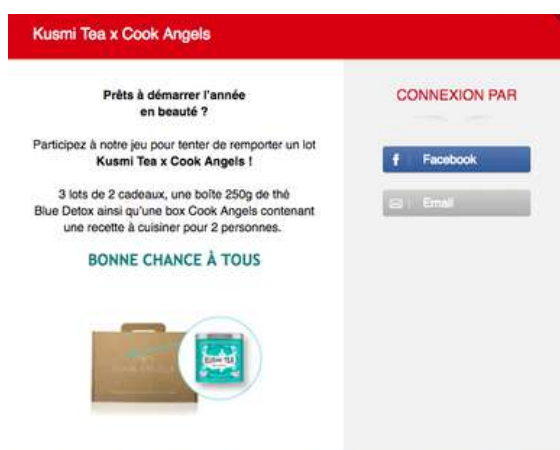 Kusmi Tea x Cook Angels
Prêts à démarrer l'année
en beauté ?
Participez à notre jeu pour tenter de remporter un lot
Kusmi Tea x Cook Angels !
3 lots de 2 cadeaux, une boîte 250g de thé
Blue Detox ainsi qu'une box Cook Angels contenant
une recette à cuisiner pour 2 personnes.
BONNE CHANCE À TOUS
KUSMI TEA
CONNEXION PAR
Facebook
Email